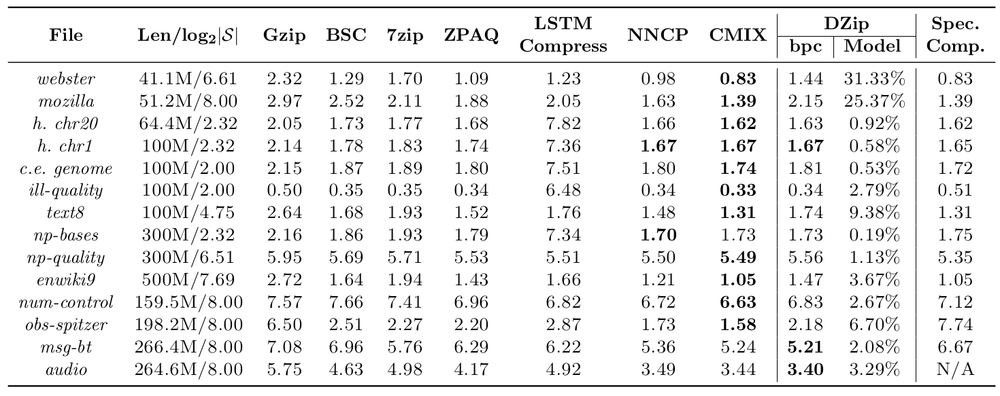 File Len/log₂|𝒮| Gzip BSC 7zip ZPAQ LSTM Compress NNCP CMIX DZip bpc Model Spec. Comp.
webster 41.1M/6.61 2.32 1.29 1.70 1.09 1.23 0.98 0.83 1.44 31.33% 0.83
mozilla 51.2M/8.00 2.97 2.52 2.11 1.88 2.05 1.63 1.39 2.15 25.37% 1.39
h. chr20 64.4M/2.32 2.05 1.73 1.77 1.68 7.82 1.66 1.62 1.63 0.92% 1.62
h. chr1 100M/2.32 2.14 1.78 1.83 1.74 7.36 1.67 1.67 1.67 0.58% 1.65
c.e. genome 100M/2.00 2.15 1.87 1.89 1.80 7.51 1.80 1.74 1.81 0.53% 1.72
ill-quality 100M/2.00 0.50 0.35 0.35 0.34 6.48 0.34 0.33 0.34 2.79% 0.51
text8 100M/4.75 2.64 1.68 1.93 1.52 1.76 1.48 1.31 1.74 9.38% 1.31
np-bases 300M/2.32 2.16 1.86 1.93 1.79 7.34 1.70 1.73 1.73 0.19% 1.75
np-quality 300M/6.51 5.95 5.69 5.71 5.53 5.51 5.50 5.49 5.56 1.13% 5.35
enwiki9 500M/7.69 2.72 1.64 1.94 1.43 1.66 1.21 1.05 1.47 3.67% 1.05
num-control 159.5M/8.00 7.57 7.66 7.41 6.96 6.82 6.72 6.63 6.83 2.67% 7.12
obs-spitzer 198.2M/8.00 6.50 2.51 2.27 2.20 2.87 1.73 1.58 2.18 6.70% 7.74
msg-bt 266.4M/8.00 7.08 6.96 5.76 6.29 6.22 5.36 5.24 5.21 2.08% 6.67
audio 264.6M/8.00 5.75 4.63 4.98 4.17 4.92 3.49 3.44 3.40 3.29% N/A